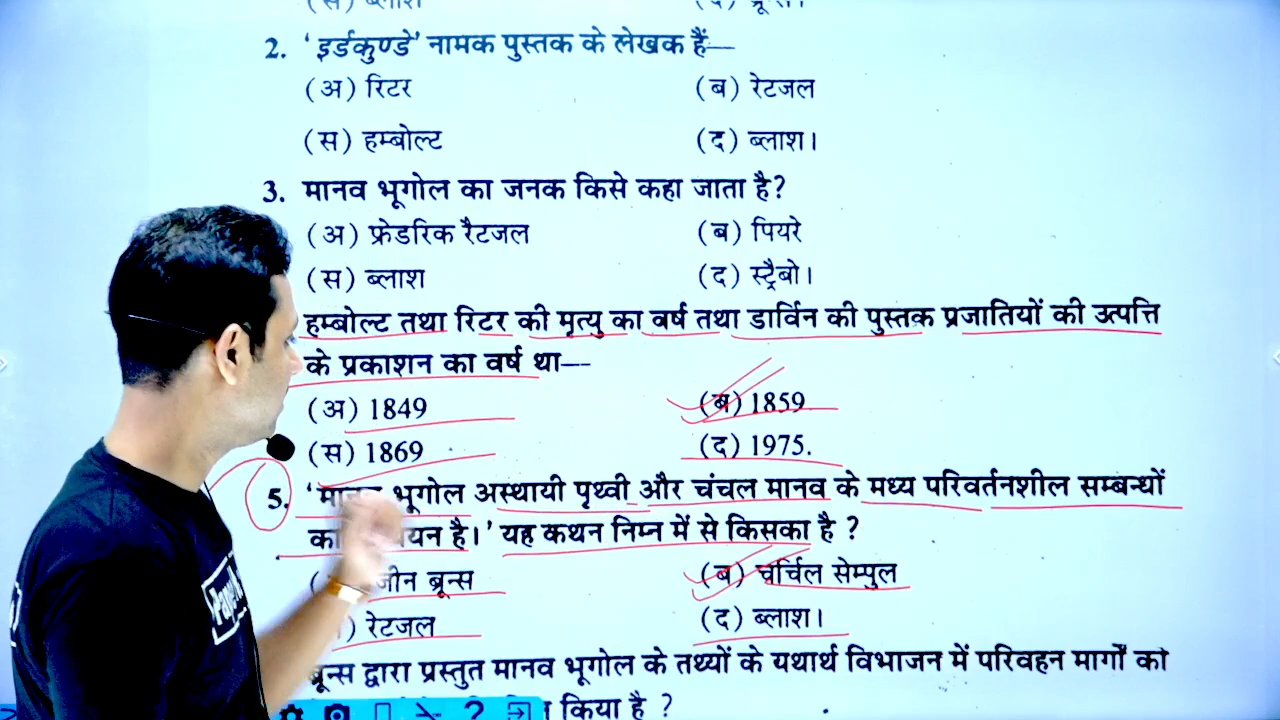 2. 'इर्डकुण्डे' नामक पुस्तक के लेखक हैं—
(अ) रिटर (ब) रेटजल
(स) हम्बोल्ट (द) ब्लाश।
3. मानव भूगोल का जनक किसे कहा जाता है?
(अ) फ्रेडरिक रैटजल (ब) पियरे
(स) ब्लाश (द) स्ट्रैबो।
हम्बोल्ट तथा रिटर की मृत्यु का वर्ष तथा डार्विन की पुस्तक प्रजातियों की उत्पत्ति
के प्रकाशन का वर्ष था—
(अ) 1849 (ब) 1859
(स) 1869 (द) 1975.
5. 'मानव भूगोल अस्थायी पृथ्वी और चंचल मानव के मध्य परिवर्तनशील सम्बन्धों
है।' यह कथन निम्न में से किसका है ?
जीन ब्रून्स (ब) चर्चिल सेम्पुल
रेटजल (द) ब्लाश।
ब्रून्स द्वारा प्रस्तुत मानव भूगोल के तथ्यों के यथार्थ विभाजन में परिवहन मार्गों को
किया है ?